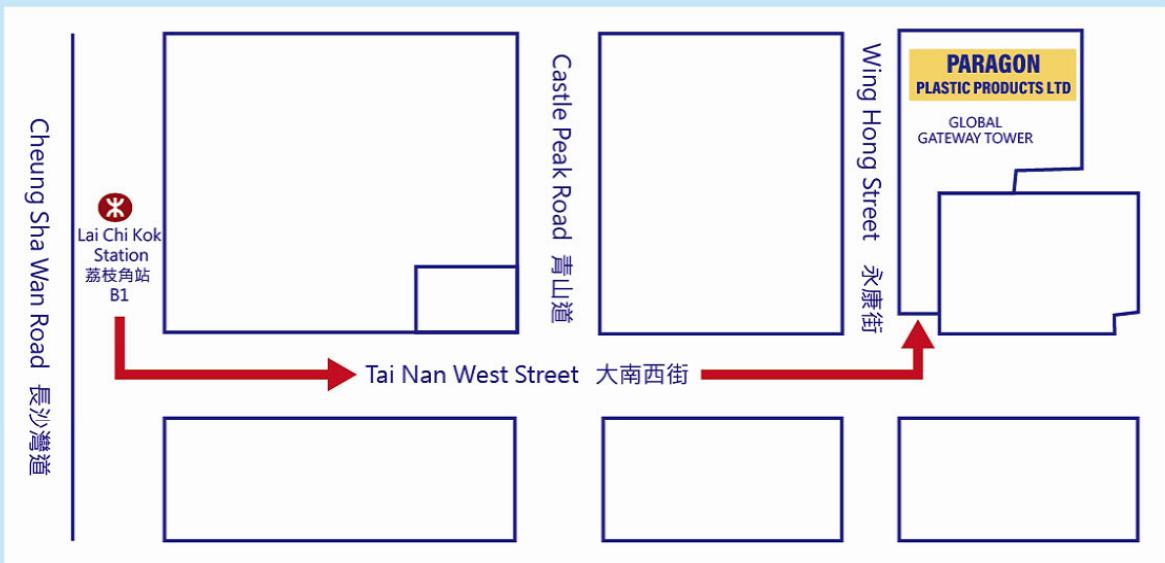 Cheung Sha Wan Road 長沙灣道
Lai Chi Kok
Station
荔枝角站
B1
Castle Peak Road 青山道
Wing Hong Street 永康街
PARAGON
PLASTIC PRODUCTS LTD
GLOBAL
GATEWAY TOWER
Tai Nan West Street 大南西街